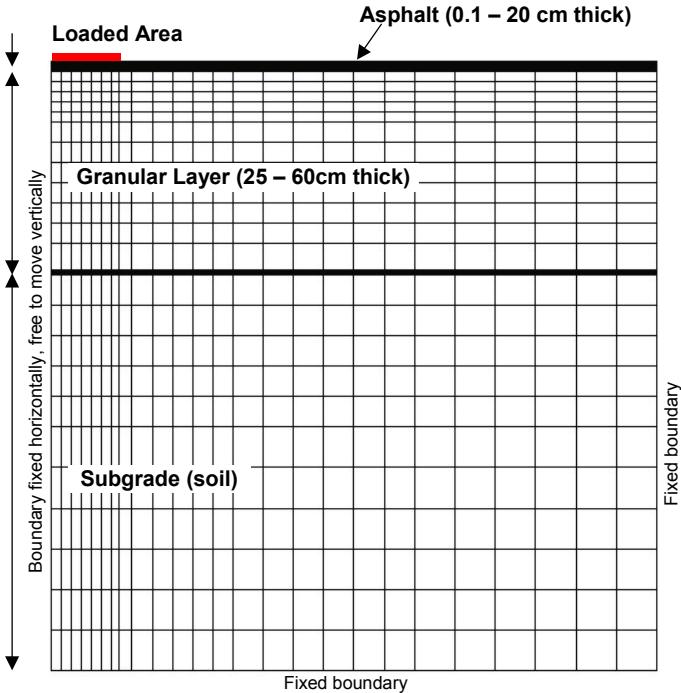 Asphalt (0.1 – 20 cm thick)
Loaded Area
Granular Layer (25 – 60cm thick)
Boundary fixed horizontally, free to move vertically
Subgrade (soil)
Fixed boundary
Fixed boundary